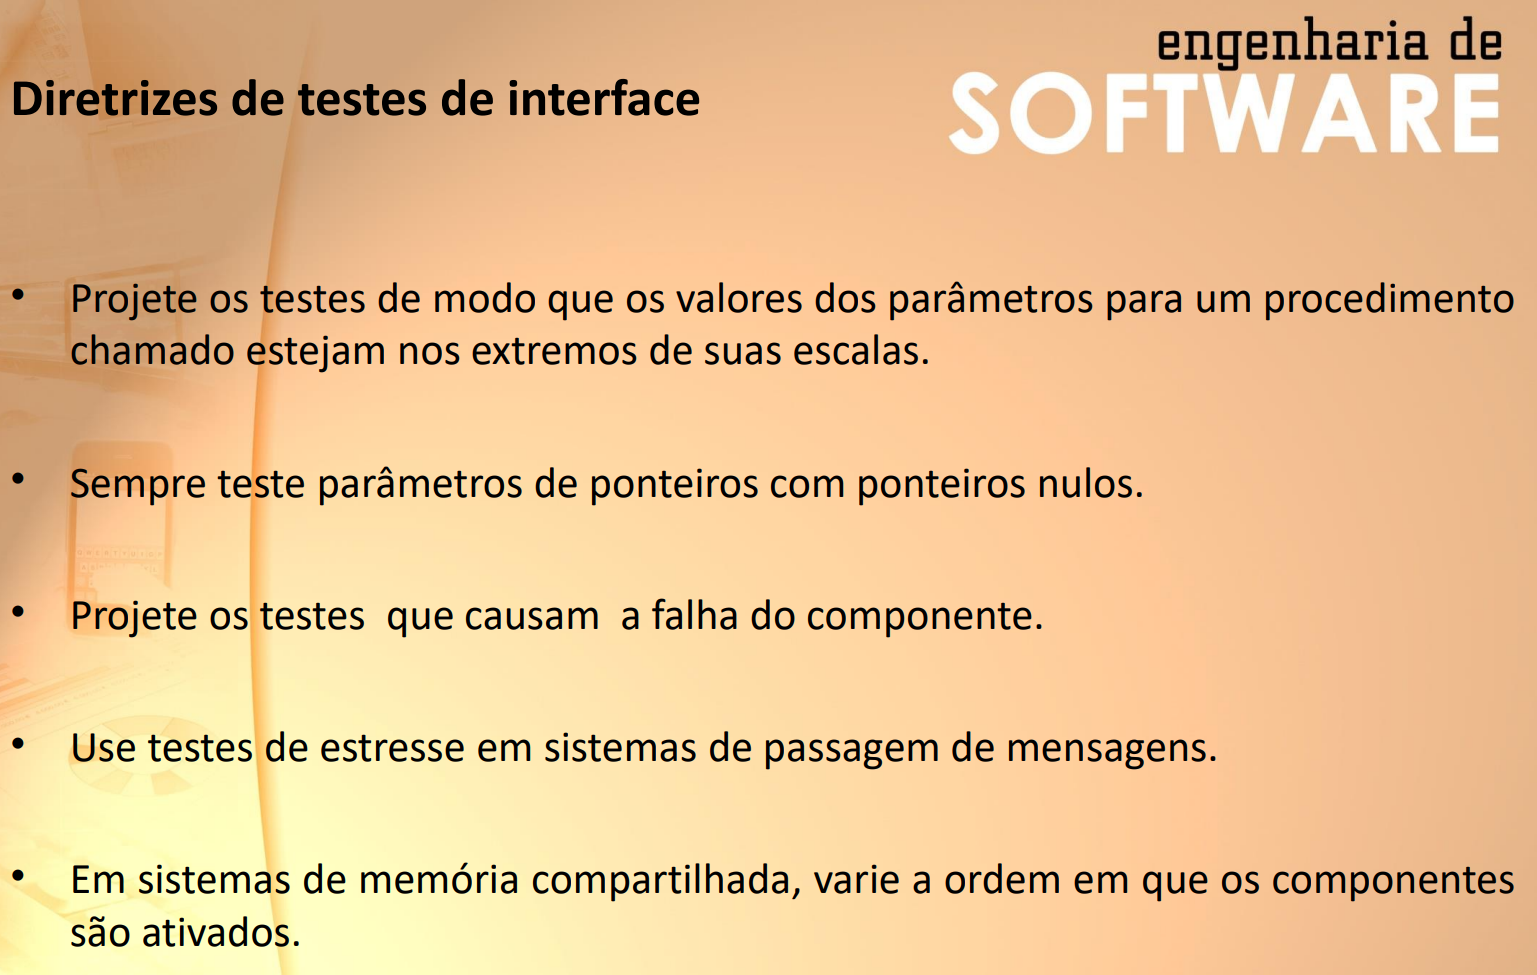 engenharia de
SOFTWARE
Diretrizes de testes de interface
• Projete os testes de modo que os valores dos parâmetros para um procedimento
chamado estejam nos extremos de suas escalas.
• Sempre teste parâmetros de ponteiros com ponteiros nulos.
• Projete os testes  que causam  a falha do componente.
• Use testes de estresse em sistemas de passagem de mensagens.
• Em sistemas de memória compartilhada, varie a ordem em que os componentes
são ativados.